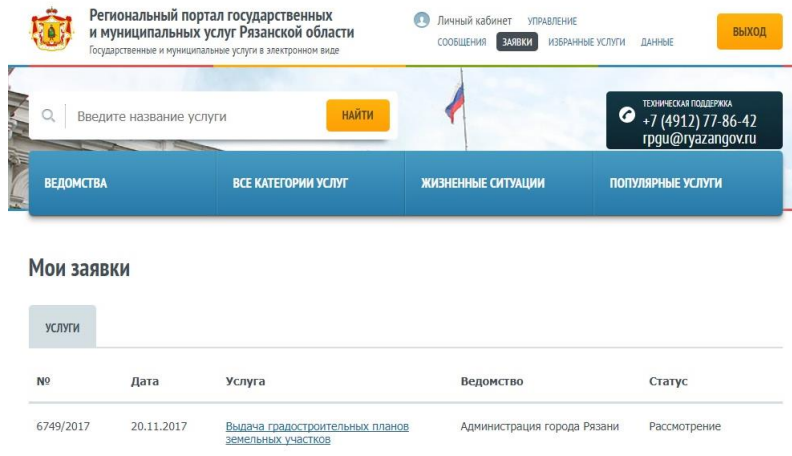 Региональный портал государственных
и муниципальных услуг Рязанской области
Государственные и муниципальные услуги в электронном виде
Личный кабинет УПРАВЛЕНИЕ
СООБЩЕНИЯ ЗАЯВКИ ИЗБРАННЫЕ УСЛУГИ ДАННЫЕ
ВЫХОД
Введите название услуги
НАЙТИ
ТЕХНИЧЕСКАЯ ПОДДЕРЖКА
+7 (4912) 77-86-42
rpgu@ryazangov.ru
ВЕДОМСТВА ВСЕ КАТЕГОРИИ УСЛУГ ЖИЗНЕННЫЕ СИТУАЦИИ ПОПУЛЯРНЫЕ УСЛУГИ
Мои заявки
УСЛУГИ
№ Дата Услуга Ведомство Статус
6749/2017 20.11.2017 Выдача градостроительных планов Администрация города Рязани Рассмотрение
земельных участков